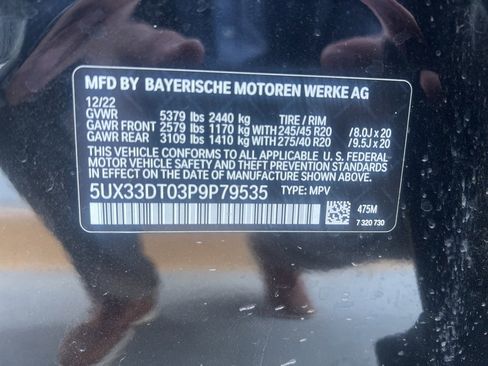 MFD BY BAYERISCHE MOTOREN WERKE AG
12/22
GVWR 5379 lbs 2440 kg TIRE / RIM
GAWR FRONT 2579 lbs 1170 kg WITH 245/45 R20 / 8.0J x 20
GAWR REAR 3109 lbs 1410 kg WITH 275/40 R20 / 9.5J x 20
THIS VEHICLE CONFORMS TO ALL APPLICABLE U. S. FEDERAL
MOTOR VEHICLE SAFETY AND THEFT PREVENTION STANDARDS
IN EFFECT ON THE DATE OF MANUFACTURE SHOWN ABOVE.
5UX33DT03P9P79535 TYPE: MPV
475M
7 320 730